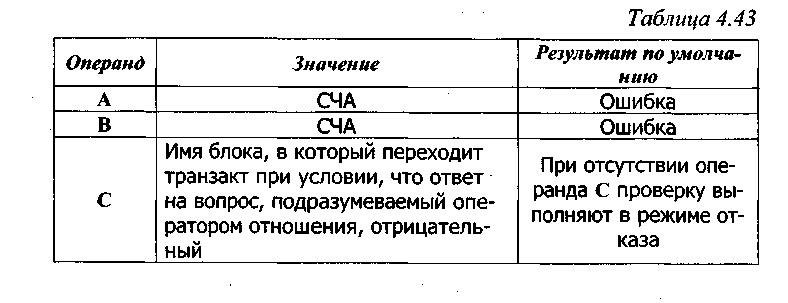 Таблица 4.43
Операнд Значение Результат по умолча-
нию
A СЧА Ошибка
B СЧА Ошибка
C
Имя блока, в который переходит
транзакт при условии, что ответ
на вопрос, подразумеваемый опе-
ратором отношения, отрицатель-
ный
При отсутствии опе-
ранда C проверку вы-
полняют в режиме от-
каза